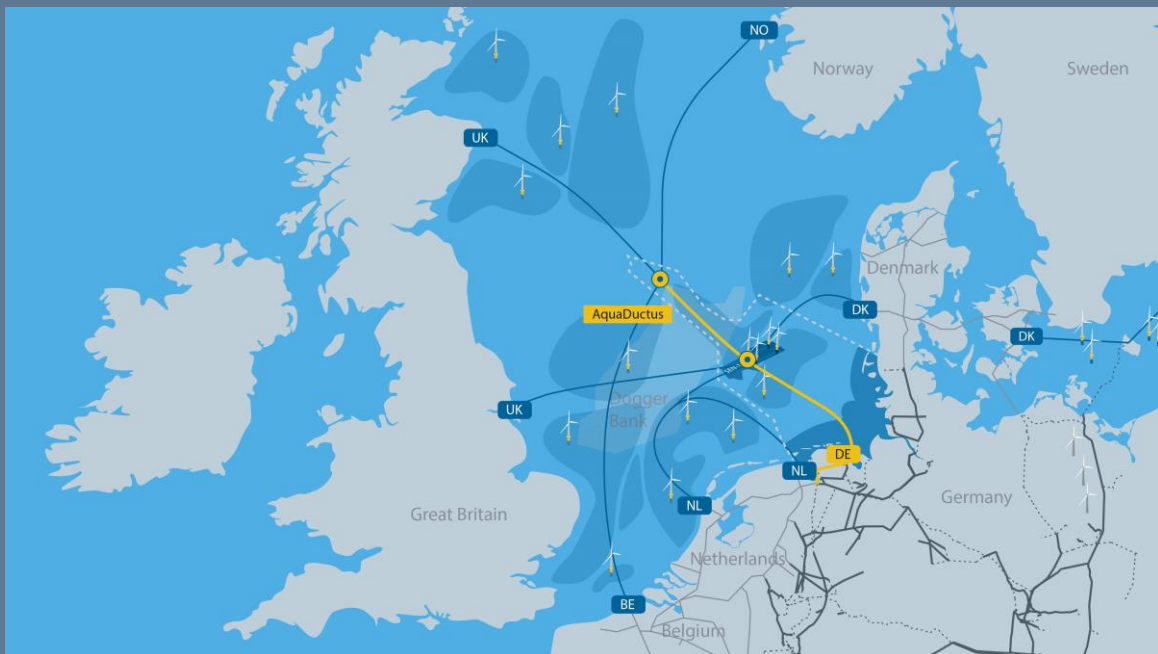 NO
Norway
Sweden
UK
Denmark
AquaDuctus
DK
DK
UK
Dogger
Bank
DE
NL
NL
Germany
Great Britain
Netherlands
BE
Belgium